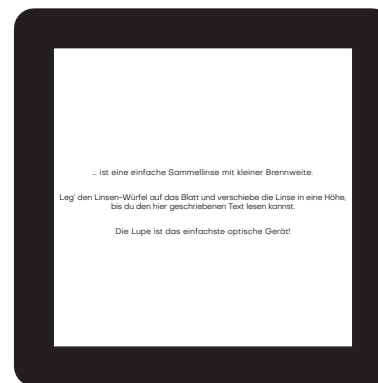 ... ist eine einfache Sammellinse mit kleiner Brennweite.
Leg' den Linsen-Würfel auf das Blatt und verschiebe die Linse in eine Höhe,
bis du den hier geschriebenen Text lesen kannst.
Die Lupe ist das einfachste optische Gerät!